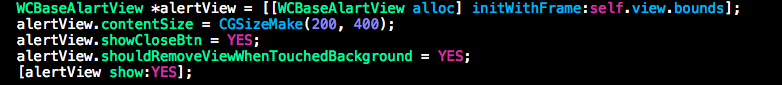 WCBaseAlartView *alertView = [[WCBaseAlartView alloc] initWithFrame:self.view.bounds];
alertView.contentSize = CGSizeMake(200, 400);
alertView.showCloseBtn = YES;
alertView.shouldRemoveViewWhenTouchedBackground = YES;
[alertView show:YES];